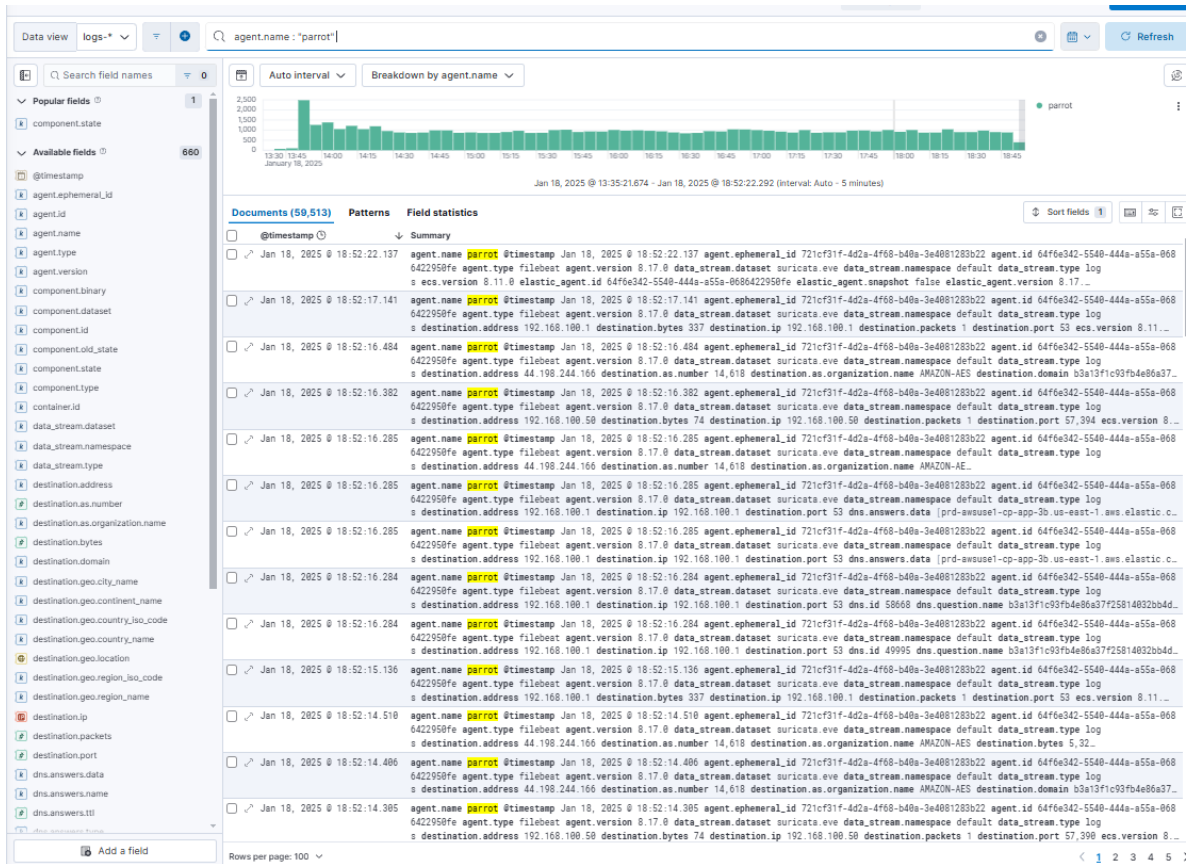 Data view logs-* agent.name : "parrot" Refresh
Search field names 0 Auto interval Breakdown by agent.name
Popular fields 1
component.state
Available fields 660
@timestamp
agent.ephemeral_id
agent.id
agent.name
agent.type
agent.version
component.binary
component.dataset
component.id
component.old_state
component.state
component.type
container.id
data_stream.dataset
data_stream.namespace
data_stream.type
destination.address
destination.as.number
destination.as.organization.name
destination.bytes
destination.domain
destination.geo.city_name
destination.geo.continent_name
destination.geo.country_iso_code
destination.geo.country_name
destination.geo.location
destination.geo.region_iso_code
destination.geo.region_name
destination.ip
destination.packets
destination.port
dns.answers.data
dns.answers.name
dns.answers.ttl
dns.answers.type
Add a field
2,500
2,000
1,500
1,000
500
0
13:30 13:45 14:00 14:15 14:30 14:45 15:00 15:15 15:30 15:45 16:00 16:15 16:30 16:45 17:00 17:15 17:30 17:45 18:00 18:15 18:30 18:45
January 18, 2025
parrot
Jan 18, 2025 @ 13:35:21.674 - Jan 18, 2025 @ 18:52:22.292 (interval: Auto - 5 minutes)
Documents (59,513) Patterns Field statistics Sort fields 1
@timestamp Summary
Jan 18, 2025 @ 18:52:22.137 agent.name parrot @timestamp Jan 18, 2025 @ 18:52:22.137 agent.ephemeral_id 721cf31f-4d2a-4f68-b40a-3e4081283b22 agent.id 64f6e342-5540-444a-a55a-068
6422950fe agent.type filebeat agent.version 8.17.0 data_stream.dataset suricata.eve data_stream.namespace default data_stream.type log
s ecs.version 8.11.0 elastic_agent.id 64f6e342-5540-444a-a55a-0686422950fe elastic_agent.snapshot false elastic_agent.version 8.17.…
Jan 18, 2025 @ 18:52:17.141 agent.name parrot @timestamp Jan 18, 2025 @ 18:52:17.141 agent.ephemeral_id 721cf31f-4d2a-4f68-b40a-3e4081283b22 agent.id 64f6e342-5540-444a-a55a-068
6422950fe agent.type filebeat agent.version 8.17.0 data_stream.dataset suricata.eve data_stream.namespace default data_stream.type log
s destination.address 192.168.100.1 destination.bytes 337 destination.ip 192.168.100.1 destination.packets 1 destination.port 53 ecs.version 8.11.…
Jan 18, 2025 @ 18:52:16.484 agent.name parrot @timestamp Jan 18, 2025 @ 18:52:16.484 agent.ephemeral_id 721cf31f-4d2a-4f68-b40a-3e4081283b22 agent.id 64f6e342-5540-444a-a55a-068
6422950fe agent.type filebeat agent.version 8.17.0 data_stream.dataset suricata.eve data_stream.namespace default data_stream.type log
s destination.address 44.198.244.166 destination.as.number 14,618 destination.as.organization.name AMAZON-AES destination.domain b3a13f1c93fb4e86a37…
Jan 18, 2025 @ 18:52:16.382 agent.name parrot @timestamp Jan 18, 2025 @ 18:52:16.382 agent.ephemeral_id 721cf31f-4d2a-4f68-b40a-3e4081283b22 agent.id 64f6e342-5540-444a-a55a-068
6422950fe agent.type filebeat agent.version 8.17.0 data_stream.dataset suricata.eve data_stream.namespace default data_stream.type log
s destination.address 192.168.100.50 destination.bytes 74 destination.ip 192.168.100.50 destination.packets 1 destination.port 57,394 ecs.version 8.…
Jan 18, 2025 @ 18:52:16.285 agent.name parrot @timestamp Jan 18, 2025 @ 18:52:16.285 agent.ephemeral_id 721cf31f-4d2a-4f68-b40a-3e4081283b22 agent.id 64f6e342-5540-444a-a55a-068
6422950fe agent.type filebeat agent.version 8.17.0 data_stream.dataset suricata.eve data_stream.namespace default data_stream.type log
s destination.address 44.198.244.166 destination.as.number 14,618 destination.as.organization.name AMAZON-AE…
Jan 18, 2025 @ 18:52:16.285 agent.name parrot @timestamp Jan 18, 2025 @ 18:52:16.285 agent.ephemeral_id 721cf31f-4d2a-4f68-b40a-3e4081283b22 agent.id 64f6e342-5540-444a-a55a-068
6422950fe agent.type filebeat agent.version 8.17.0 data_stream.dataset suricata.eve data_stream.namespace default data_stream.type log
s destination.address 192.168.100.1 destination.ip 192.168.100.1 destination.port 53 dns.answers.data [prd-awsuse1-cp-app-3b.us-east-1.aws.elastic.c…
Jan 18, 2025 @ 18:52:16.285 agent.name parrot @timestamp Jan 18, 2025 @ 18:52:16.285 agent.ephemeral_id 721cf31f-4d2a-4f68-b40a-3e4081283b22 agent.id 64f6e342-5540-444a-a55a-068
6422950fe agent.type filebeat agent.version 8.17.0 data_stream.dataset suricata.eve data_stream.namespace default data_stream.type log
s destination.address 192.168.100.1 destination.ip 192.168.100.1 destination.port 53 dns.answers.data [prd-awsuse1-cp-app-3b.us-east-1.aws.elastic.c…
Jan 18, 2025 @ 18:52:16.284 agent.name parrot @timestamp Jan 18, 2025 @ 18:52:16.284 agent.ephemeral_id 721cf31f-4d2a-4f68-b40a-3e4081283b22 agent.id 64f6e342-5540-444a-a55a-068
6422950fe agent.type filebeat agent.version 8.17.0 data_stream.dataset suricata.eve data_stream.namespace default data_stream.type log
s destination.address 192.168.100.1 destination.ip 192.168.100.1 destination.port 53 dns.id 58668 dns.question.name b3a13f1c93fb4e86a37f25814032bb4d…
Jan 18, 2025 @ 18:52:16.284 agent.name parrot @timestamp Jan 18, 2025 @ 18:52:16.284 agent.ephemeral_id 721cf31f-4d2a-4f68-b40a-3e4081283b22 agent.id 64f6e342-5540-444a-a55a-068
6422950fe agent.type filebeat agent.version 8.17.0 data_stream.dataset suricata.eve data_stream.namespace default data_stream.type log
s destination.address 192.168.100.1 destination.ip 192.168.100.1 destination.port 53 dns.id 49995 dns.question.name b3a13f1c93fb4e86a37f25814032bb4d…
Jan 18, 2025 @ 18:52:15.136 agent.name parrot @timestamp Jan 18, 2025 @ 18:52:15.136 agent.ephemeral_id 721cf31f-4d2a-4f68-b40a-3e4081283b22 agent.id 64f6e342-5540-444a-a55a-068
6422950fe agent.type filebeat agent.version 8.17.0 data_stream.dataset suricata.eve data_stream.namespace default data_stream.type log
s destination.address 192.168.100.1 destination.bytes 337 destination.ip 192.168.100.1 destination.packets 1 destination.port 53 ecs.version 8.11.…
Jan 18, 2025 @ 18:52:14.510 agent.name parrot @timestamp Jan 18, 2025 @ 18:52:14.510 agent.ephemeral_id 721cf31f-4d2a-4f68-b40a-3e4081283b22 agent.id 64f6e342-5540-444a-a55a-068
6422950fe agent.type filebeat agent.version 8.17.0 data_stream.dataset suricata.eve data_stream.namespace default data_stream.type log
s destination.address 44.198.244.166 destination.as.number 14,618 destination.as.organization.name AMAZON-AES destination.bytes 5,32…
Jan 18, 2025 @ 18:52:14.406 agent.name parrot @timestamp Jan 18, 2025 @ 18:52:14.406 agent.ephemeral_id 721cf31f-4d2a-4f68-b40a-3e4081283b22 agent.id 64f6e342-5540-444a-a55a-068
6422950fe agent.type filebeat agent.version 8.17.0 data_stream.dataset suricata.eve data_stream.namespace default data_stream.type log
s destination.address 44.198.244.166 destination.as.number 14,618 destination.as.organization.name AMAZON-AES destination.domain b3a13f1c93fb4e86a37…
Jan 18, 2025 @ 18:52:14.305 agent.name parrot @timestamp Jan 18, 2025 @ 18:52:14.305 agent.ephemeral_id 721cf31f-4d2a-4f68-b40a-3e4081283b22 agent.id 64f6e342-5540-444a-a55a-068
6422950fe agent.type filebeat agent.version 8.17.0 data_stream.dataset suricata.eve data_stream.namespace default data_stream.type log
s destination.address 192.168.100.50 destination.bytes 74 destination.ip 192.168.100.50 destination.packets 1 destination.port 57,390 ecs.version 8.…
Rows per page: 100 1 2 3 4 5